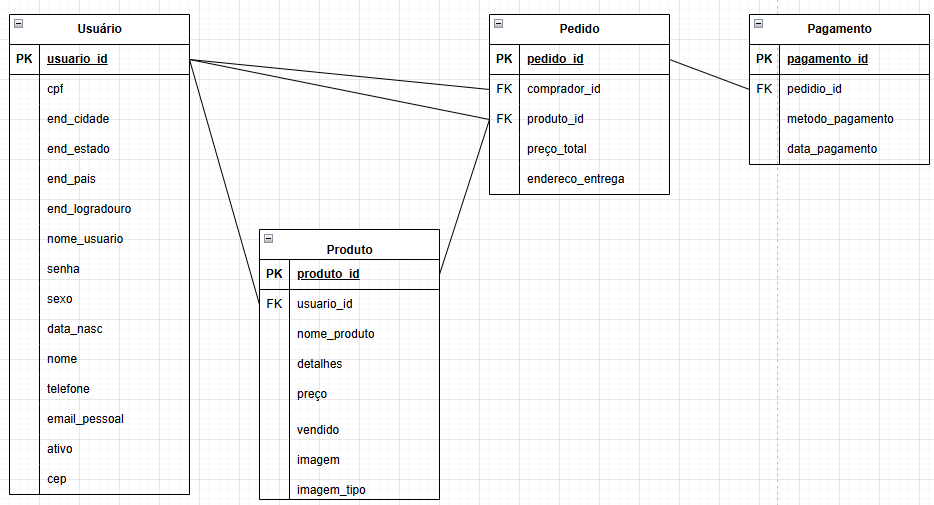 Usuário
PK usuario_id
cpf
end_cidade
end_estado
end_pais
end_logradouro
nome_usuario
senha
sexo
data_nasc
nome
telefone
email_pessoal
ativo
cep
Produto
PK produto_id
FK usuario_id
nome_produto
detalhes
preço
vendido
imagem
imagem_tipo
Pedido
PK pedido_id
FK comprador_id
FK produto_id
preço_total
endereco_entrega
Pagamento
PK pagamento_id
FK pedidio_id
metodo_pagamento
data_pagamento